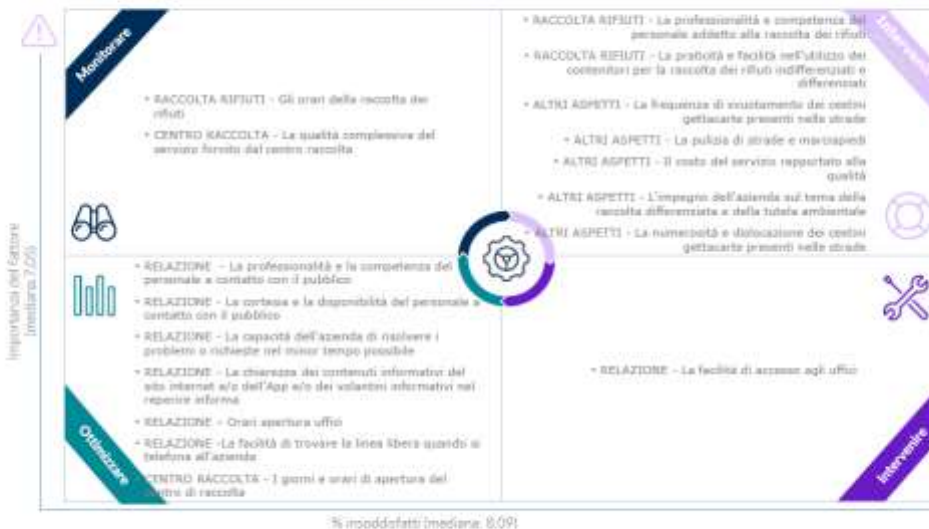 Monitorare
• RACCOLTA RIFIUTI - Gli orari della raccolta dei
rifiuti
• CENTRO RACCOLTA - La qualità complessiva del
servizio fornito dal centro raccolta
• RACCOLTA RIFIUTI - La professionalità e competenza del
personale addetto alla raccolta dei rifiuti
• RACCOLTA RIFIUTI - La praticità e facilità nell'utilizzo dei
contenitori per la raccolta dei rifiuti indifferenziati e
differenziati
• ALTRI ASPETTI - La frequenza di svuotamento dei cestini
gettacarte presenti nelle strade
• ALTRI ASPETTI - La pulizia di strade e marciapiedi
• ALTRI ASPETTI - Il costo del servizio rapportato alla
qualità
• ALTRI ASPETTI - L'impegno dell'azienda sul tema della
raccolta differenziata e della tutela ambientale
• ALTRI ASPETTI - La numerosità e dislocazione dei cestini
gettacarte presenti nelle strade
Importanza del Fattore
(mediana: 7.05)
• RELAZIONE - La professionalità e la competenza del
personale a contatto con il pubblico
• RELAZIONE - La cortesia e la disponibilità del personale a
contatto con il pubblico
• RELAZIONE - La capacità dell'azienda di risolvere i
problemi o richieste nel minor tempo possibile
• RELAZIONE - La chiarezza dei contenuti informativi del
sito internet e/o dell'App e/o dei volantini informativi nel
reperire informa
• RELAZIONE - Orari apertura uffici
• RELAZIONE -La facilità di trovare la linea libera quando si
telefona all'azienda
CENTRO RACCOLTA - I giorni e orari di apertura del
centro di raccolta
Ottimizzare
• RELAZIONE - La facilità di accesso agli uffici
Intervenire
% insoddisfatti (mediana: 8.09)